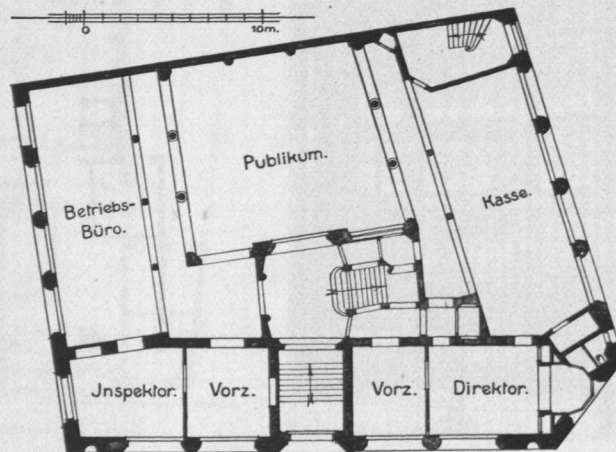 0 10m.
Publikum.
Betriebs-
Büro.
Kasse.
Jnspektor.
Vorz.
Vorz.
Direktor.